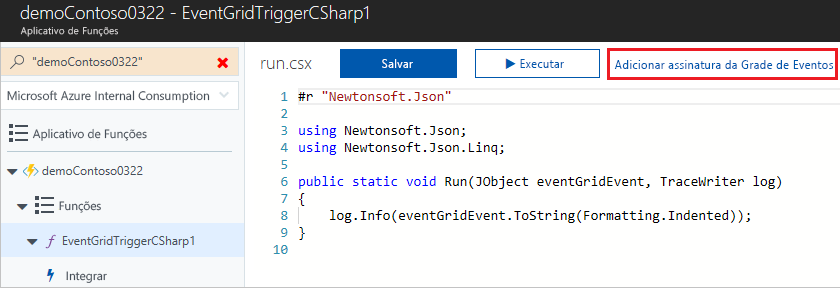 demoContoso0322 - EventGridTriggerCSharp1
Aplicativo de Funções
"demoContoso0322"
Microsoft Azure Internal Consumption
Aplicativo de Funções
demoContoso0322
Funções
EventGridTriggerCSharp1
Integrar
run.csx Salvar Executar Adicionar assinatura da Grade de Eventos
1 #r "Newtonsoft.Json"
2
3 using Newtonsoft.Json;
4 using Newtonsoft.Json.Linq;
5
6 public static void Run(JObject eventGridEvent, TraceWriter log)
7 {
8     log.Info(eventGridEvent.ToString(Formatting.Indented));
9 }
10